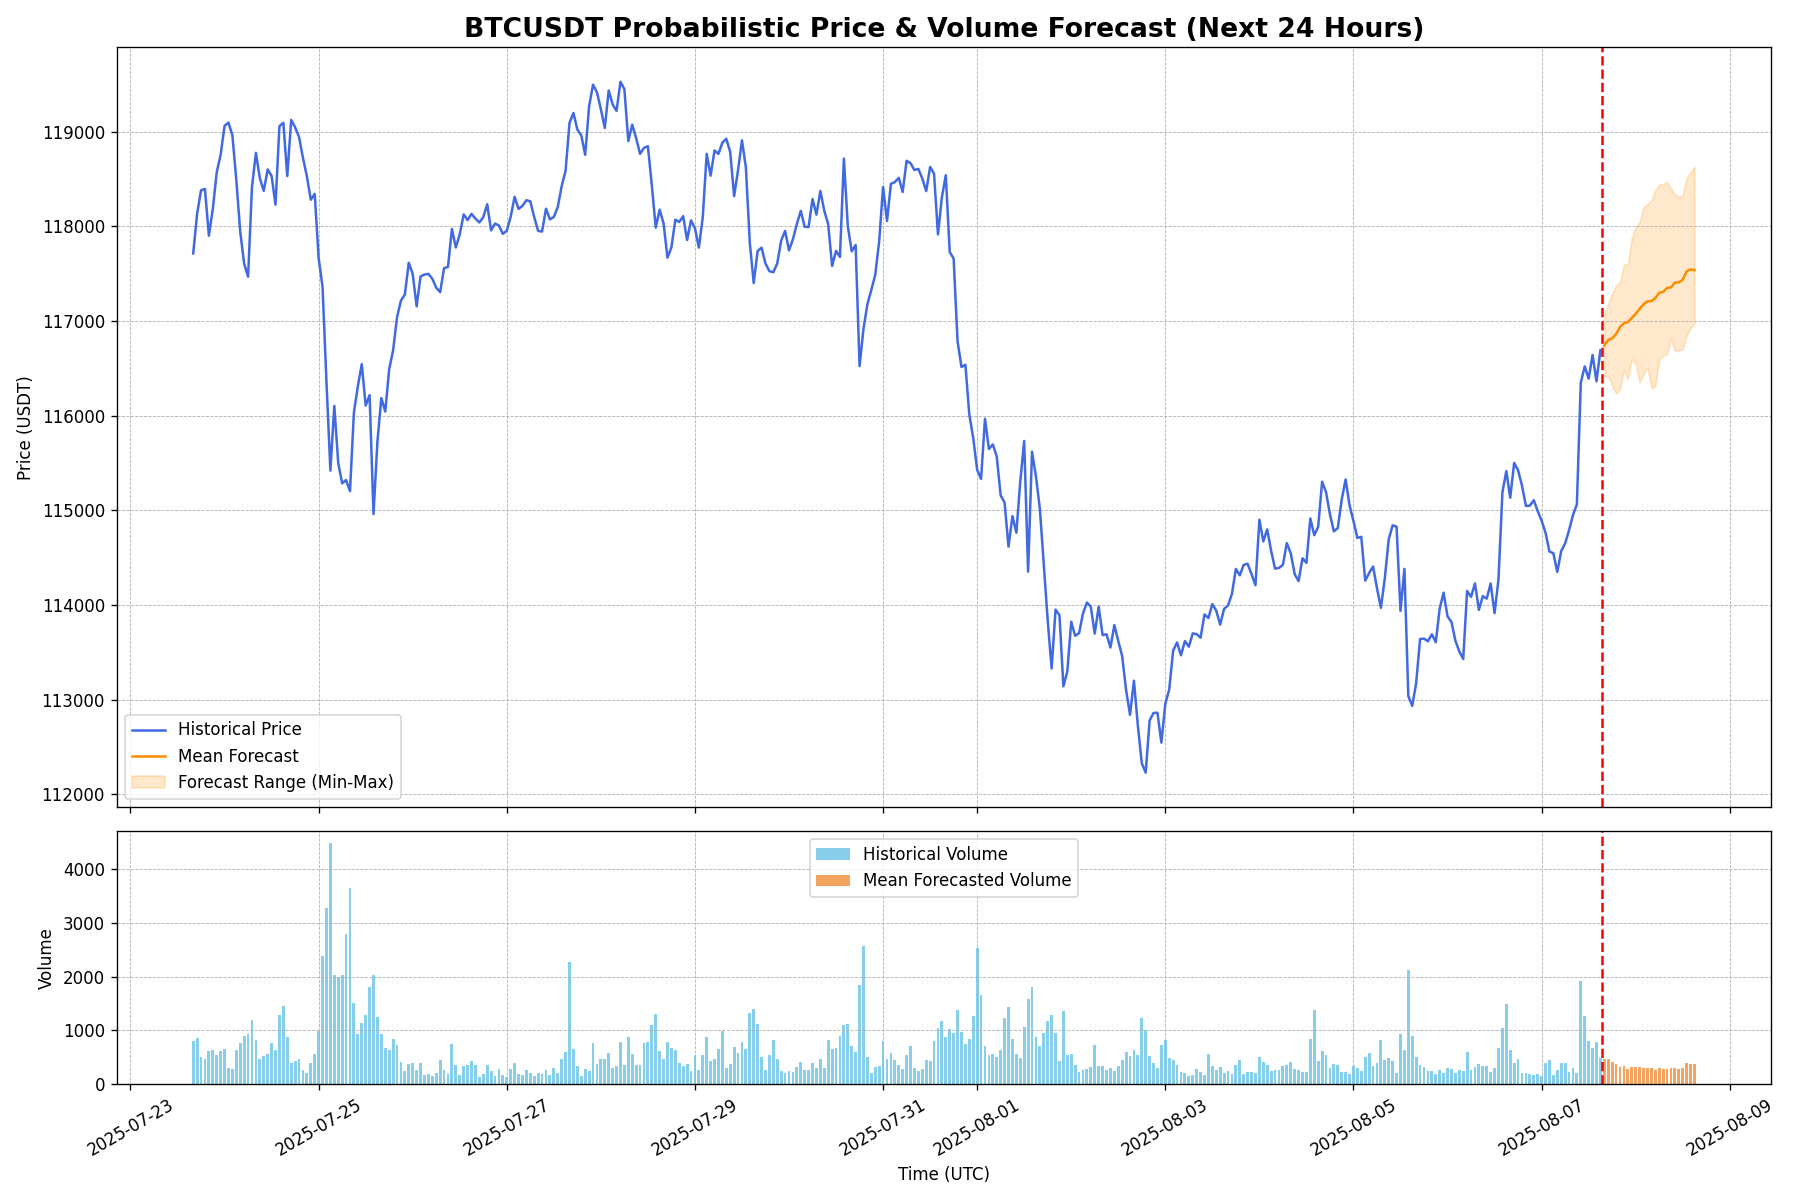 BTCUSDT Probabilistic Price & Volume Forecast (Next 24 Hours)
Price (USDT)
119000
118000
117000
116000
115000
114000
113000
112000
Historical Price
Mean Forecast
Forecast Range (Min-Max)
Volume
4000
3000
2000
1000
0
Historical Volume
Mean Forecasted Volume
2025-07-23
2025-07-25
2025-07-27
2025-07-29
2025-07-31
2025-08-01
2025-08-03
2025-08-05
2025-08-07
2025-08-09
Time (UTC)